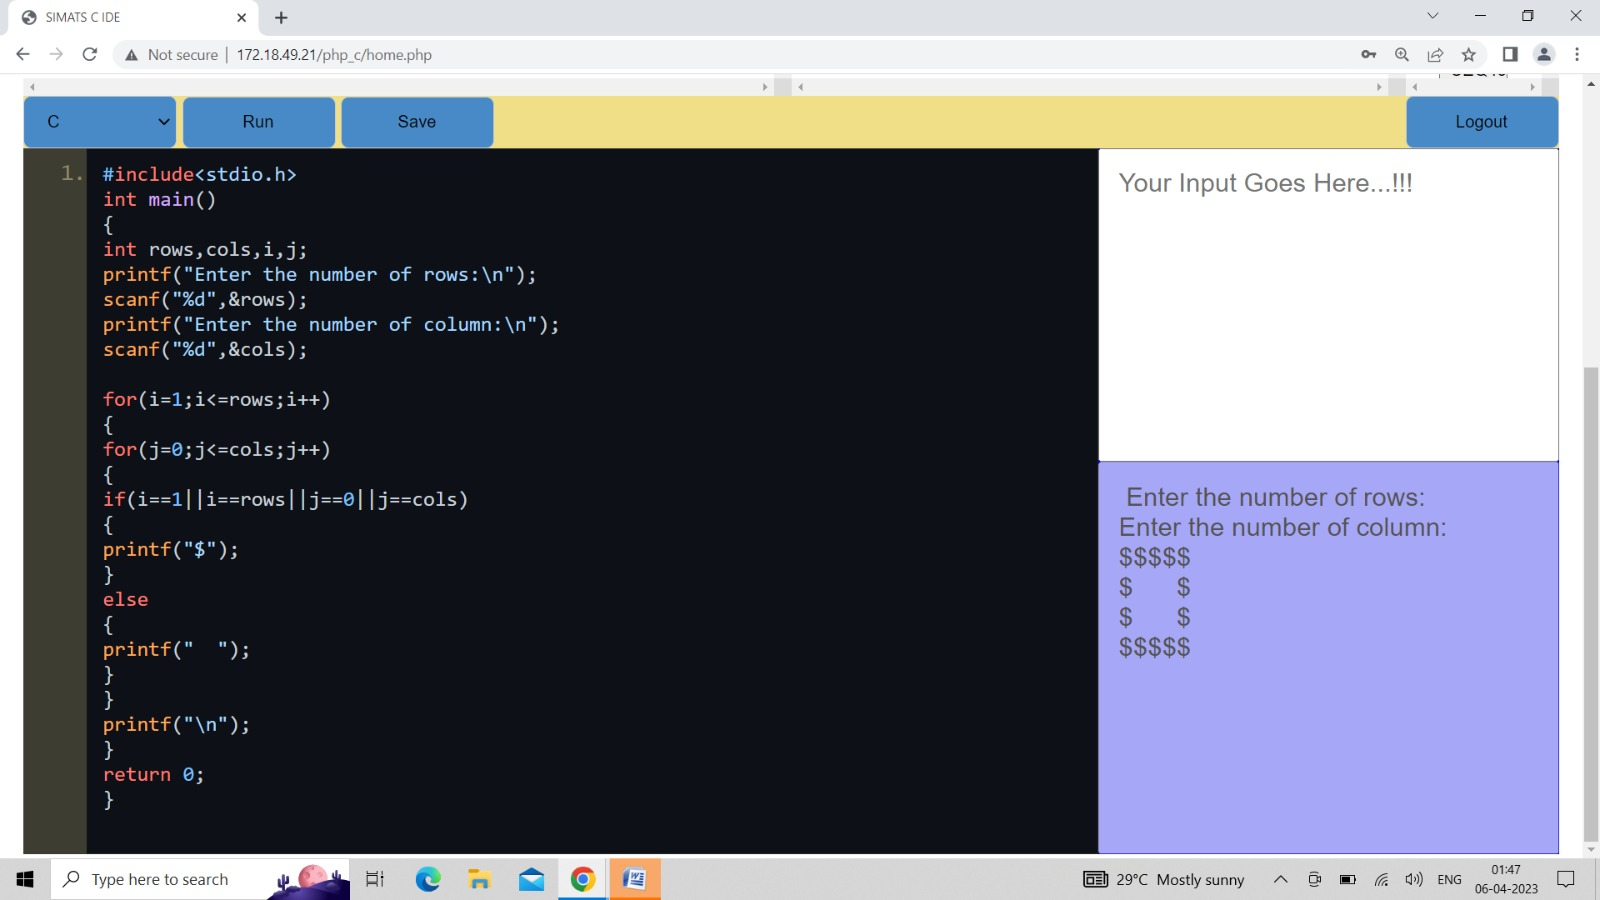 SIMATS C IDE
Not secure | 172.18.49.21/php_c/home.php
C
Run
Save
Logout
1.
#include<stdio.h>
int main()
{
int rows,cols,i,j;
printf("Enter the number of rows:\n");
scanf("%d",&rows);
printf("Enter the number of column:\n");
scanf("%d",&cols);
for(i=1;i<=rows;i++)
{
for(j=0;j<=cols;j++)
{
if(i==1||i==rows||j==0||j==cols)
{
printf("$");
}
else
{
printf("  ");
}
}
printf("\n");
}
return 0;
}
Your Input Goes Here...!!!
Enter the number of rows:
Enter the number of column:
$$$$$
$      $
$      $
$$$$$
Type here to search
29°C Mostly sunny
ENG
01:47
06-04-2023